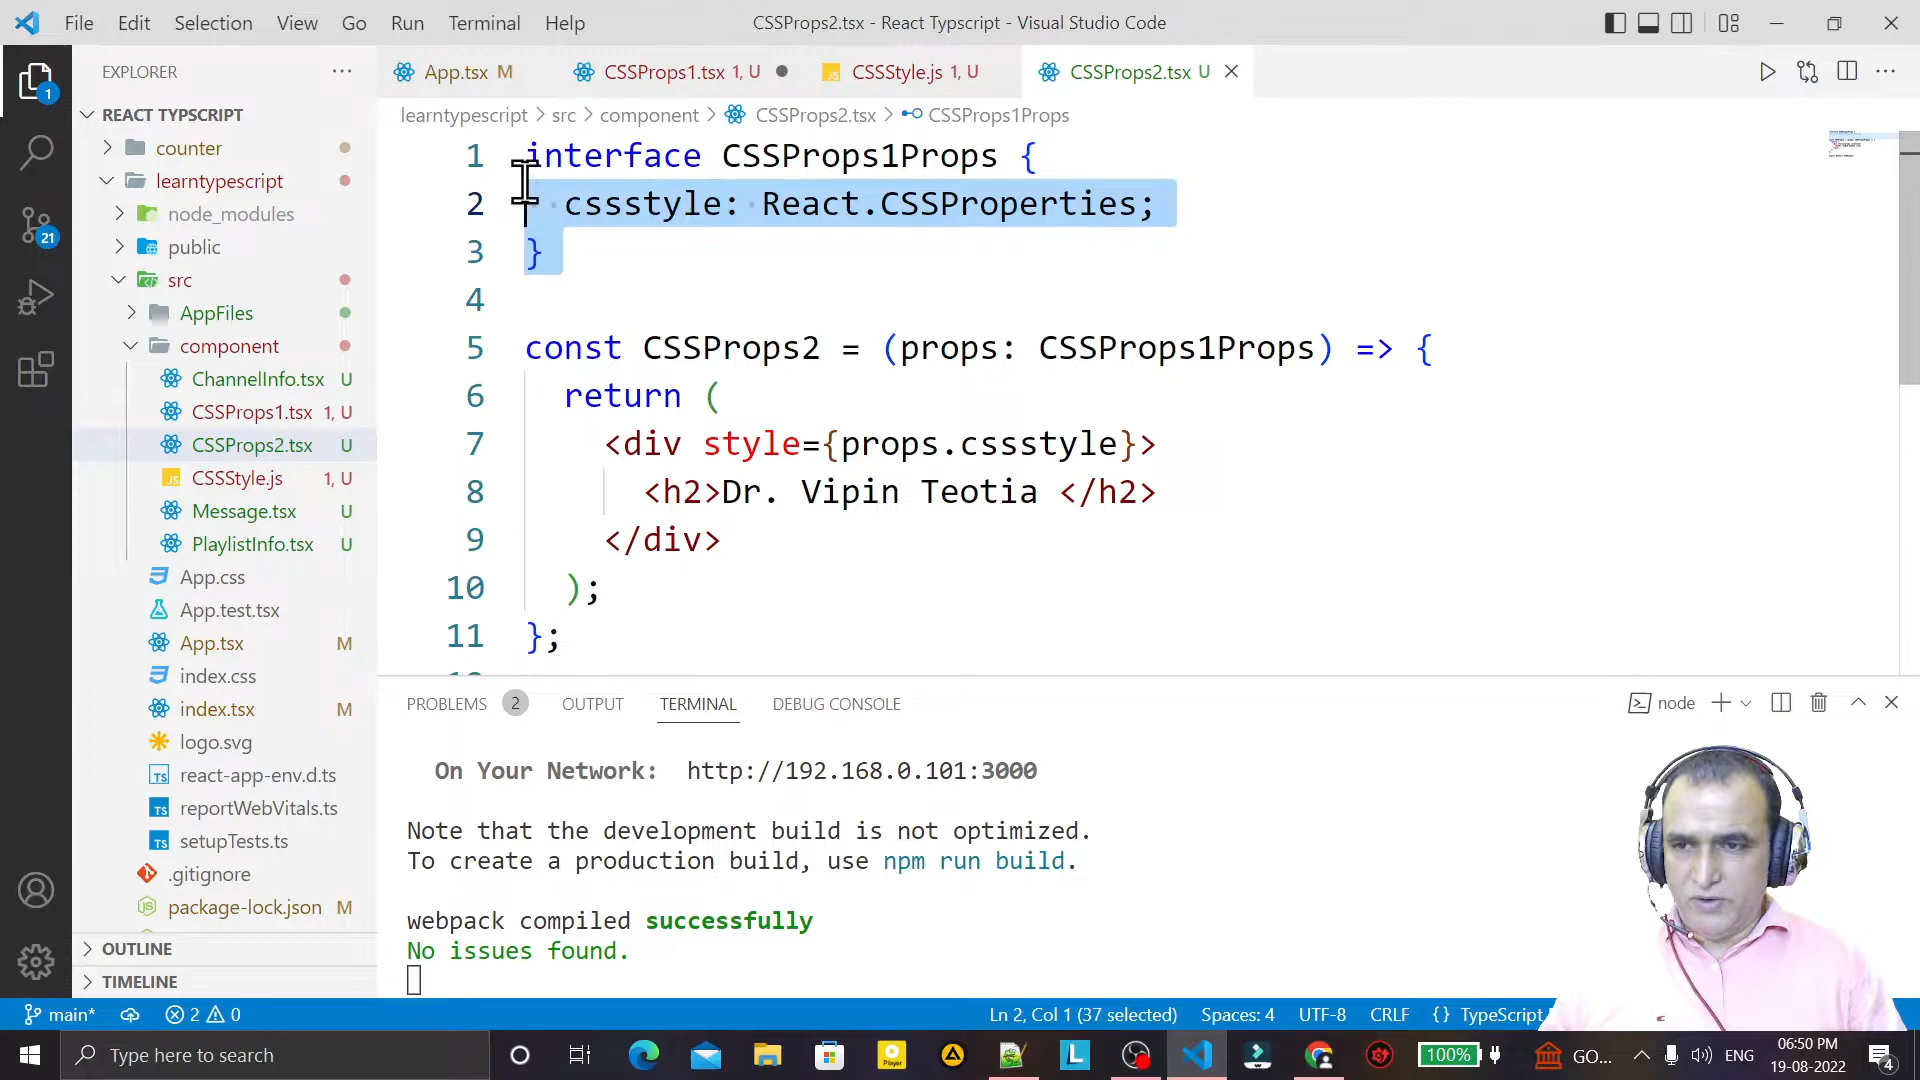 File Edit Selection View Go Run Terminal Help CSSProps2.tsx - React Typscript - Visual Studio Code
EXPLORER ···
App.tsx M CSSProps1.tsx 1, U CSSStyle.js 1, U CSSProps2.tsx U
learntypescript > src > component > CSSProps2.tsx > CSSProps1Props
REACT TYPSCRIPT
counter
learntypescript
node_modules
public
src
AppFiles
component
ChannelInfo.tsx U
CSSProps1.tsx 1, U
CSSProps2.tsx U
CSSStyle.js 1, U
Message.tsx U
PlaylistInfo.tsx U
App.css
App.test.tsx
App.tsx M
index.css
index.tsx M
logo.svg
react-app-env.d.ts
reportWebVitals.ts
setupTests.ts
.gitignore
package-lock.json M
OUTLINE
TIMELINE
1
21
1 interface CSSProps1Props {
2 cssstyle: React.CSSProperties;
3 }
4
5 const CSSProps2 = (props: CSSProps1Props) => {
6 return (
7 <div style={props.cssstyle}>
8 <h2>Dr. Vipin Teotia </h2>
9 </div>
10 );
11 };
PROBLEMS 2 OUTPUT TERMINAL DEBUG CONSOLE node
On Your Network: http://192.168.0.101:3000
Note that the development build is not optimized.
To create a production build, use npm run build.
webpack compiled successfully
No issues found.
main* 2 0 Ln 2, Col 1 (37 selected) Spaces: 4 UTF-8 CRLF {} TypeScript
Type here to search 100% GO... ENG 06:50 PM
19-08-2022 4